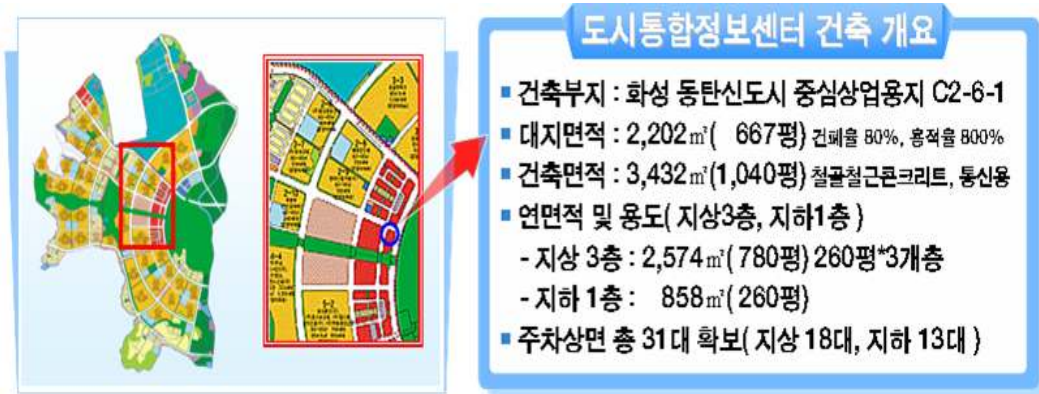 도시통합정보센터 건축 개요
▪ 건축부지 : 화성 동탄신도시 중심상업용지 C2-6-1
▪ 대지면적 : 2,202㎡( 667평) 건폐율 80%, 용적율 800%
▪ 건축면적 : 3,432㎡(1,040평) 철골철근콘크리트, 통신용
▪ 연면적 및 용도( 지상3층, 지하1층 )
- 지상 3층 : 2,574㎡( 780평) 260평*3개층
- 지하 1층 : 858㎡( 260평)
▪ 주차상면 총 31대 확보( 지상 18대, 지하 13대 )